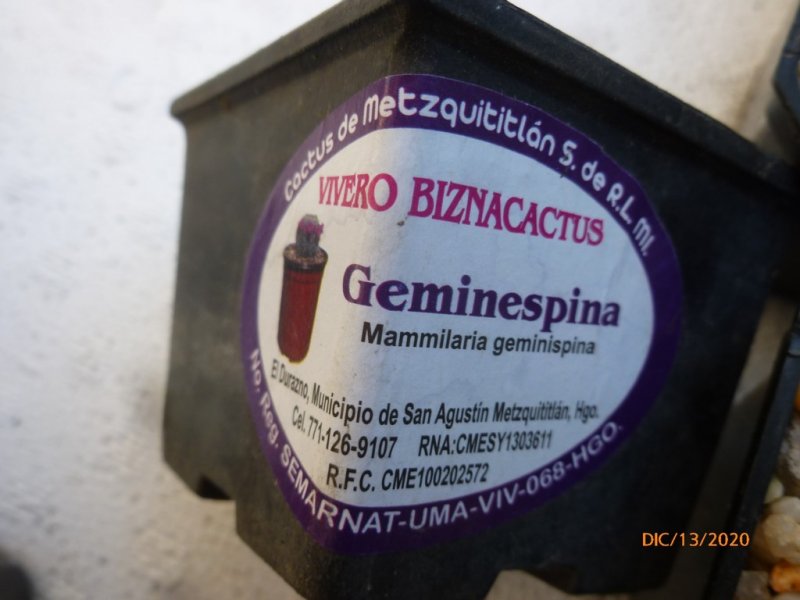 Cactus de Metzquititlán S. de R.L. MI.
VIVERO BIZNACACTUS
Geminespina
Mammilaria geminispina
El Durazno, Municipio de San Agustín Metzquititlán, Hgo.
Cel. 771-126-9107 RNA:CMESY1303611
R.F.C. CME100202572
No. Reg. SEMARNAT-UMA-VIV-068-HGO.
DIC/13/2020